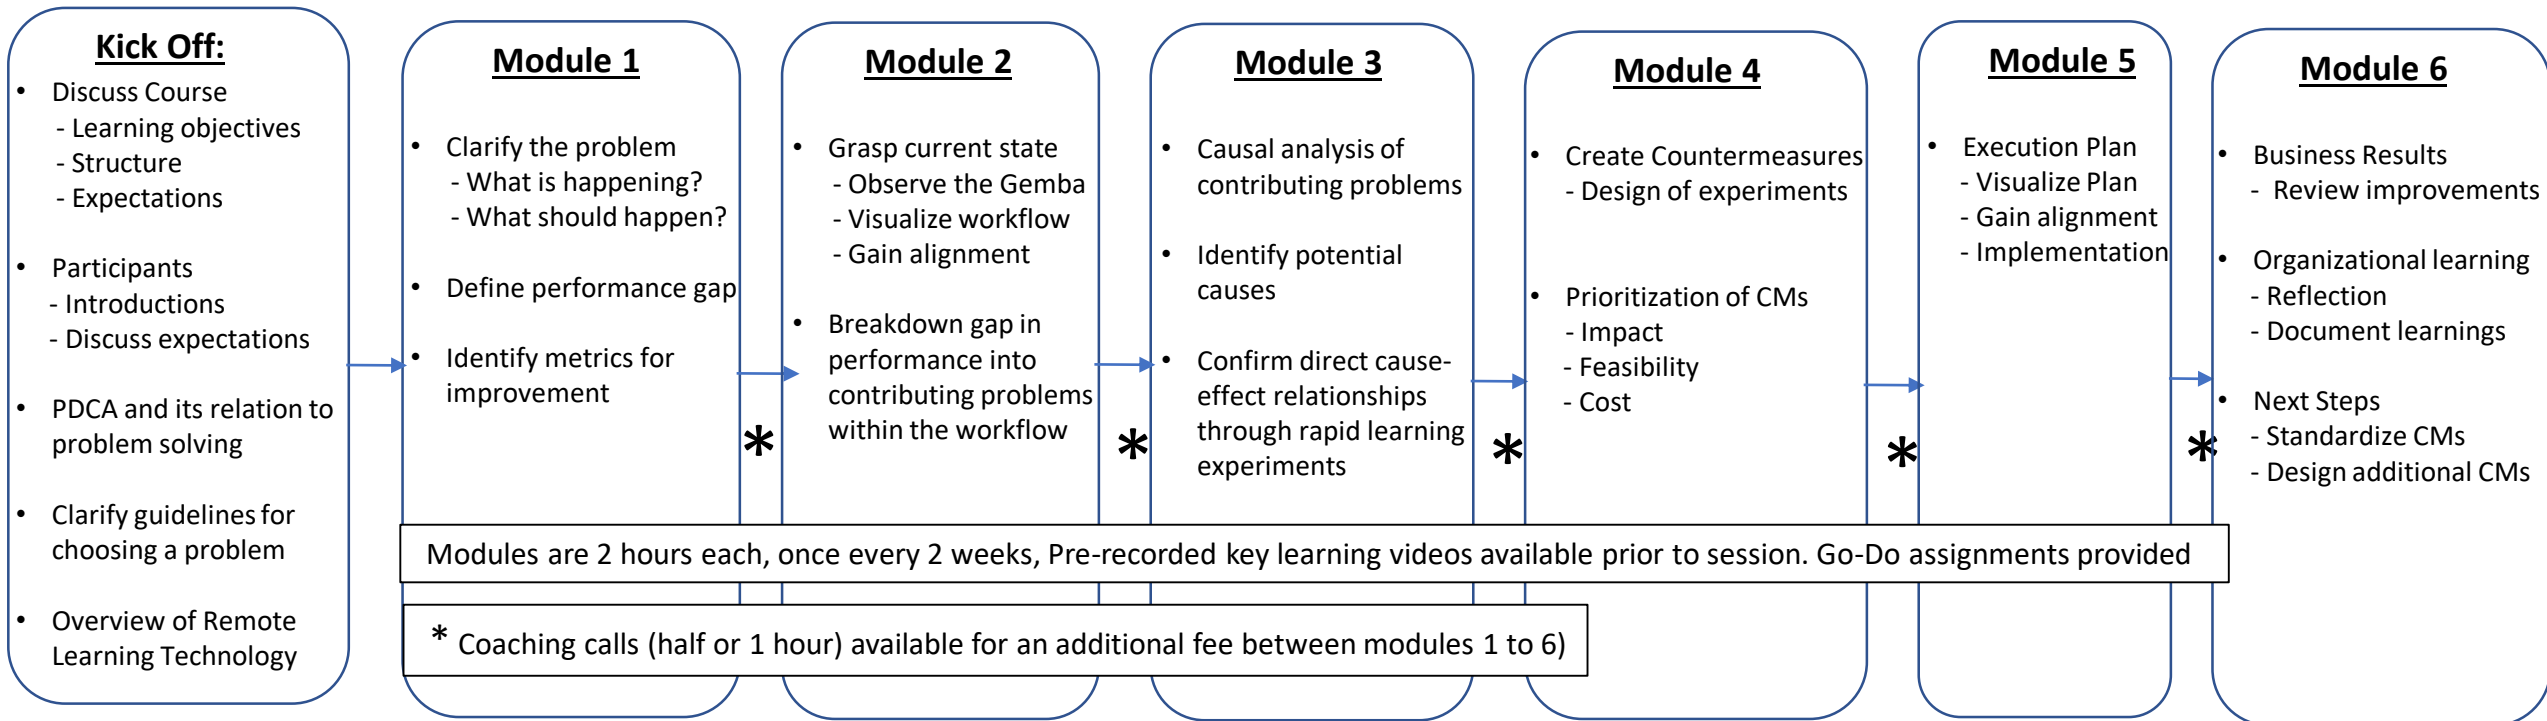 Kick Off:
• Discuss Course
- Learning objectives
- Structure
- Expectations
• Participants
- Introductions
- Discuss expectations
• PDCA and its relation to
problem solving
• Clarify guidelines for
choosing a problem
• Overview of Remote
Learning Technology
Module 1
• Clarify the problem
- What is happening?
- What should happen?
• Define performance gap
• Identify metrics for
improvement
*
Module 2
• Grasp current state
- Observe the Gemba
- Visualize workflow
- Gain alignment
• Breakdown gap in
performance into
contributing problems
within the workflow
*
Module 3
• Causal analysis of
contributing problems
• Identify potential
causes
• Confirm direct cause-
effect relationships
through rapid learning
experiments
*
Module 4
• Create Countermeasures
- Design of experiments
• Prioritization of CMs
- Impact
- Feasibility
- Cost
*
Module 5
• Execution Plan
- Visualize Plan
- Gain alignment
- Implementation
*
Module 6
• Business Results
- Review improvements
• Organizational learning
- Reflection
- Document learnings
• Next Steps
- Standardize CMs
- Design additional CMs
Modules are 2 hours each, once every 2 weeks, Pre-recorded key learning videos available prior to session. Go-Do assignments provided
* Coaching calls (half or 1 hour) available for an additional fee between modules 1 to 6)